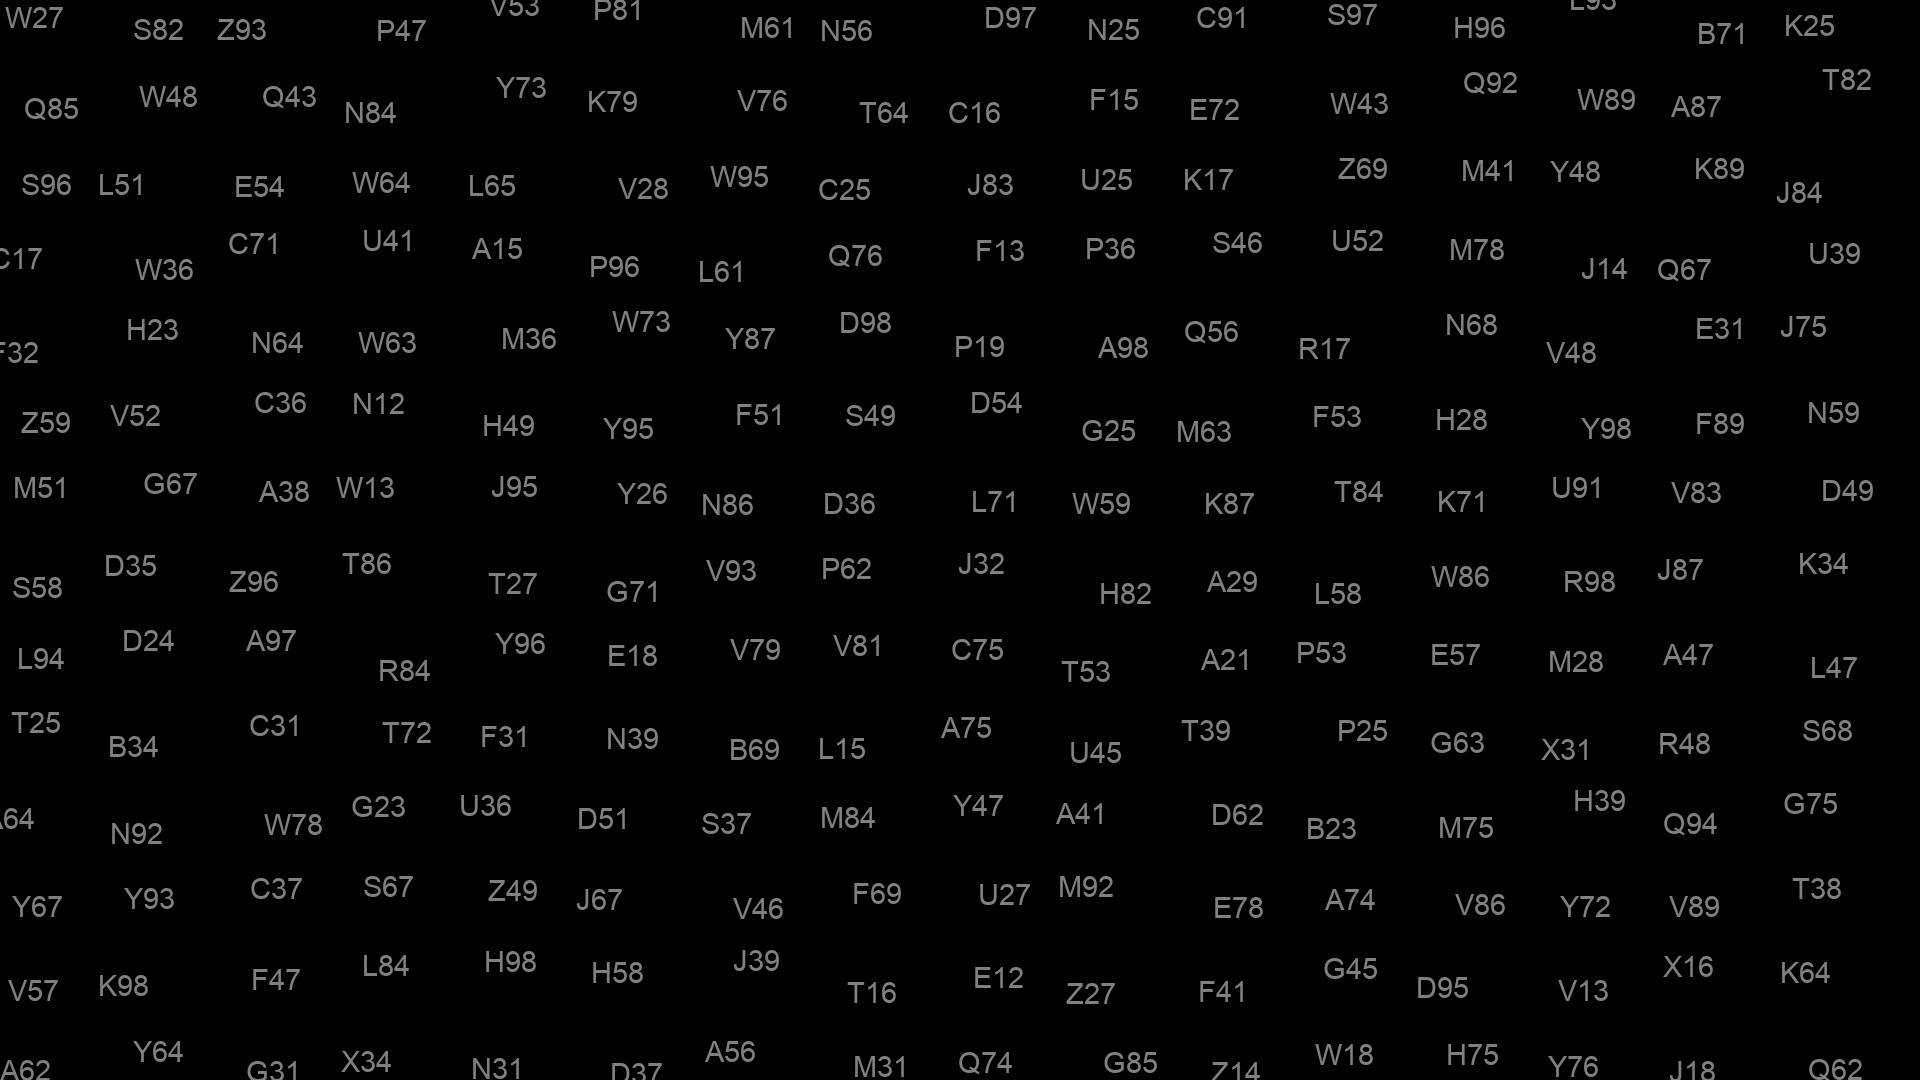 W27 S82 Z93 P47 V53 P81 M61 N56 D97 N25 C91 S97 H96 L93 B71 K25
Q85 W48 Q43 N84 Y73 K79 V76 T64 C16 F15 E72 W43 Q92 W89 A87 T82
S96 L51 E54 W64 L65 V28 W95 C25 J83 U25 K17 Z69 M41 Y48 K89 J84
C17 W36 C71 U41 A15 P96 L61 Q76 F13 P36 S46 U52 M78 J14 Q67 U39
F32 H23 N64 W63 M36 W73 Y87 D98 P19 A98 Q56 R17 N68 V48 E31 J75
Z59 V52 C36 N12 H49 Y95 F51 S49 D54 G25 M63 F53 H28 Y98 F89 N59
M51 G67 A38 W13 J95 Y26 N86 D36 L71 W59 K87 T84 K71 U91 V83 D49
S58 D35 Z96 T86 T27 G71 V93 P62 J32 H82 A29 L58 W86 R98 J87 K34
L94 D24 A97 R84 Y96 E18 V79 V81 C75 T53 A21 P53 E57 M28 A47 L47
T25 B34 C31 T72 F31 N39 B69 L15 A75 U45 T39 P25 G63 X31 R48 S68
N92 W78 G23 U36 D51 S37 M84 Y47 A41 D62 B23 M75 H39 Q94 G75
Y67 Y93 C37 S67 Z49 J67 V46 F69 U27 M92 E78 A74 V86 Y72 V89 T38
V57 K98 F47 L84 H98 H58 J39 T16 E12 Z27 F41 G45 D95 V13 X16 K64
A62 Y64 G31 X34 N31 D37 A56 M31 Q74 G85 Z14 W18 H75 Y76 J18 Q62